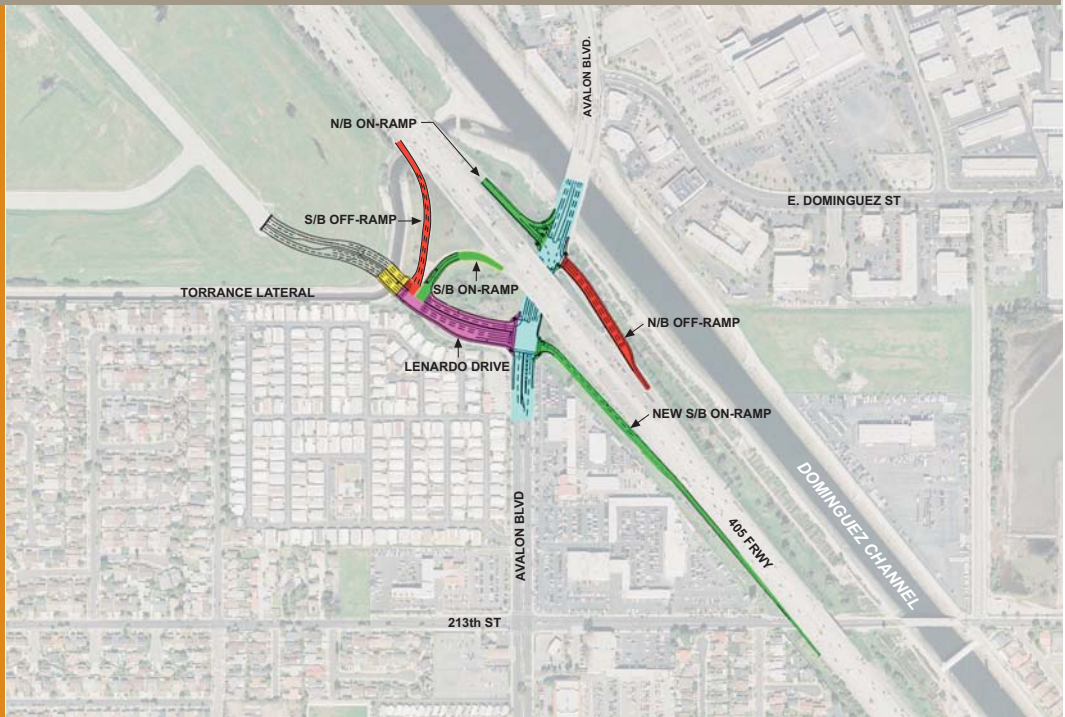 AVALON BLVD.
N/B ON-RAMP
E. DOMINGUEZ ST
S/B OFF-RAMP
S/B ON-RAMP
TORRANCE LATERAL
N/B OFF-RAMP
LENARDO DRIVE
NEW S/B ON-RAMP
DOMINGUEZ CHANNEL
AVALON BLVD
405 FRWY
213th ST